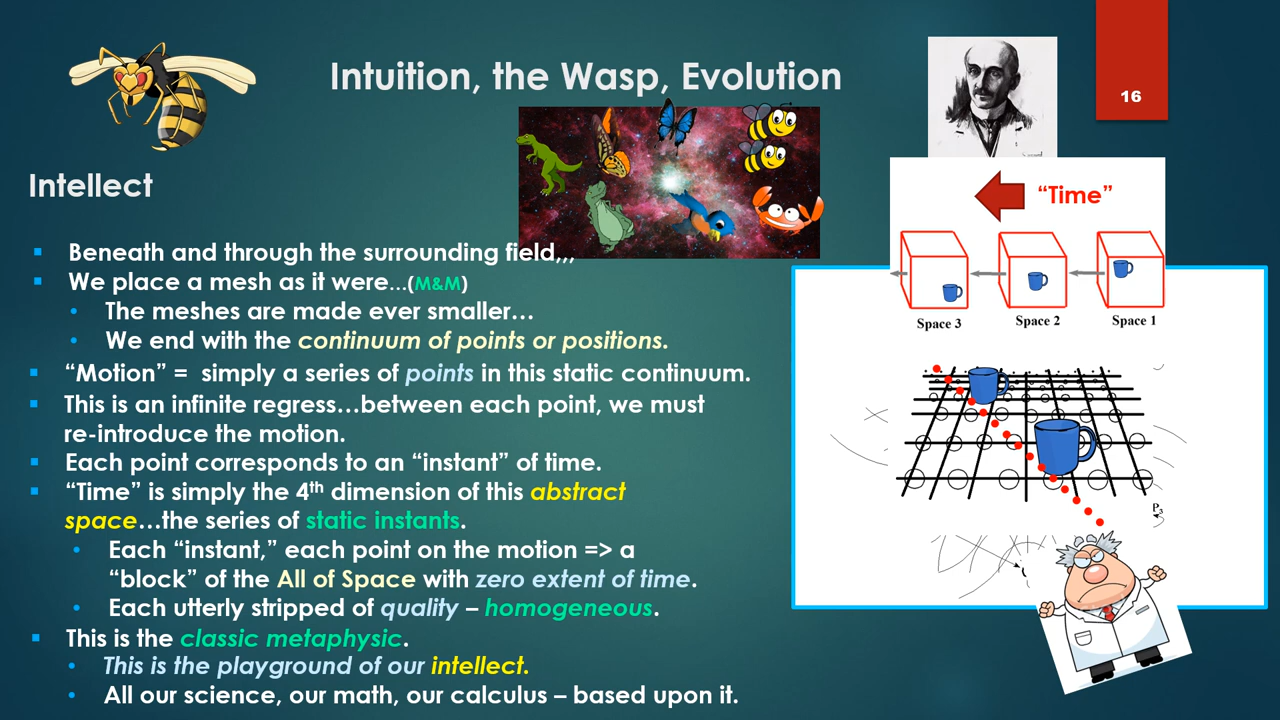 Intuition, the Wasp, Evolution
16
Intellect
Beneath and through the surrounding field,,,
We place a mesh as it were…(M&M)
The meshes are made ever smaller…
We end with the continuum of points or positions.
“Motion” = simply a series of points in this static continuum.
This is an infinite regress…between each point, we must
re-introduce the motion.
Each point corresponds to an “instant” of time.
“Time” is simply the 4th dimension of this abstract
space…the series of static instants.
Each “instant,” each point on the motion => a
“block” of the All of Space with zero extent of time.
Each utterly stripped of quality – homogeneous.
This is the classic metaphysic.
This is the playground of our intellect.
All our science, our math, our calculus – based upon it.
“Time”
Space 3
Space 2
Space 1
P3